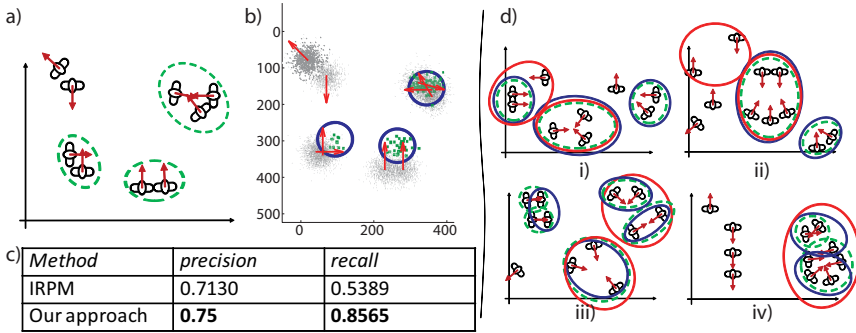 a)
b)
0
100
200
300
400
500
0
200
400
c)
Method precision recall
IRPM 0.7130 0.5389
Our approach 0.75 0.8565
d)
i)
ii)
iii)
iv)